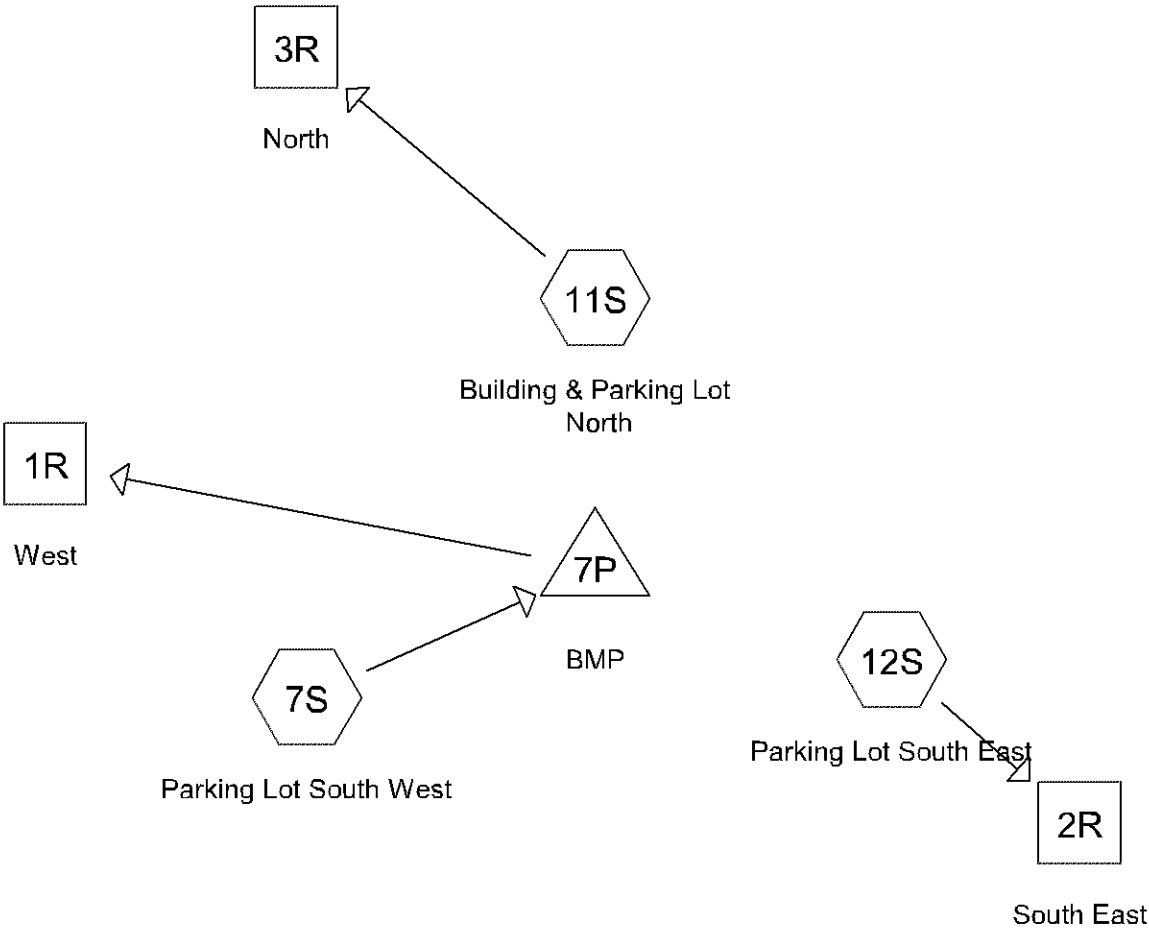 3R
North
11S
Building & Parking Lot
North
1R
West
7P
BMP
7S
Parking Lot South West
12S
Parking Lot South East
2R
South East